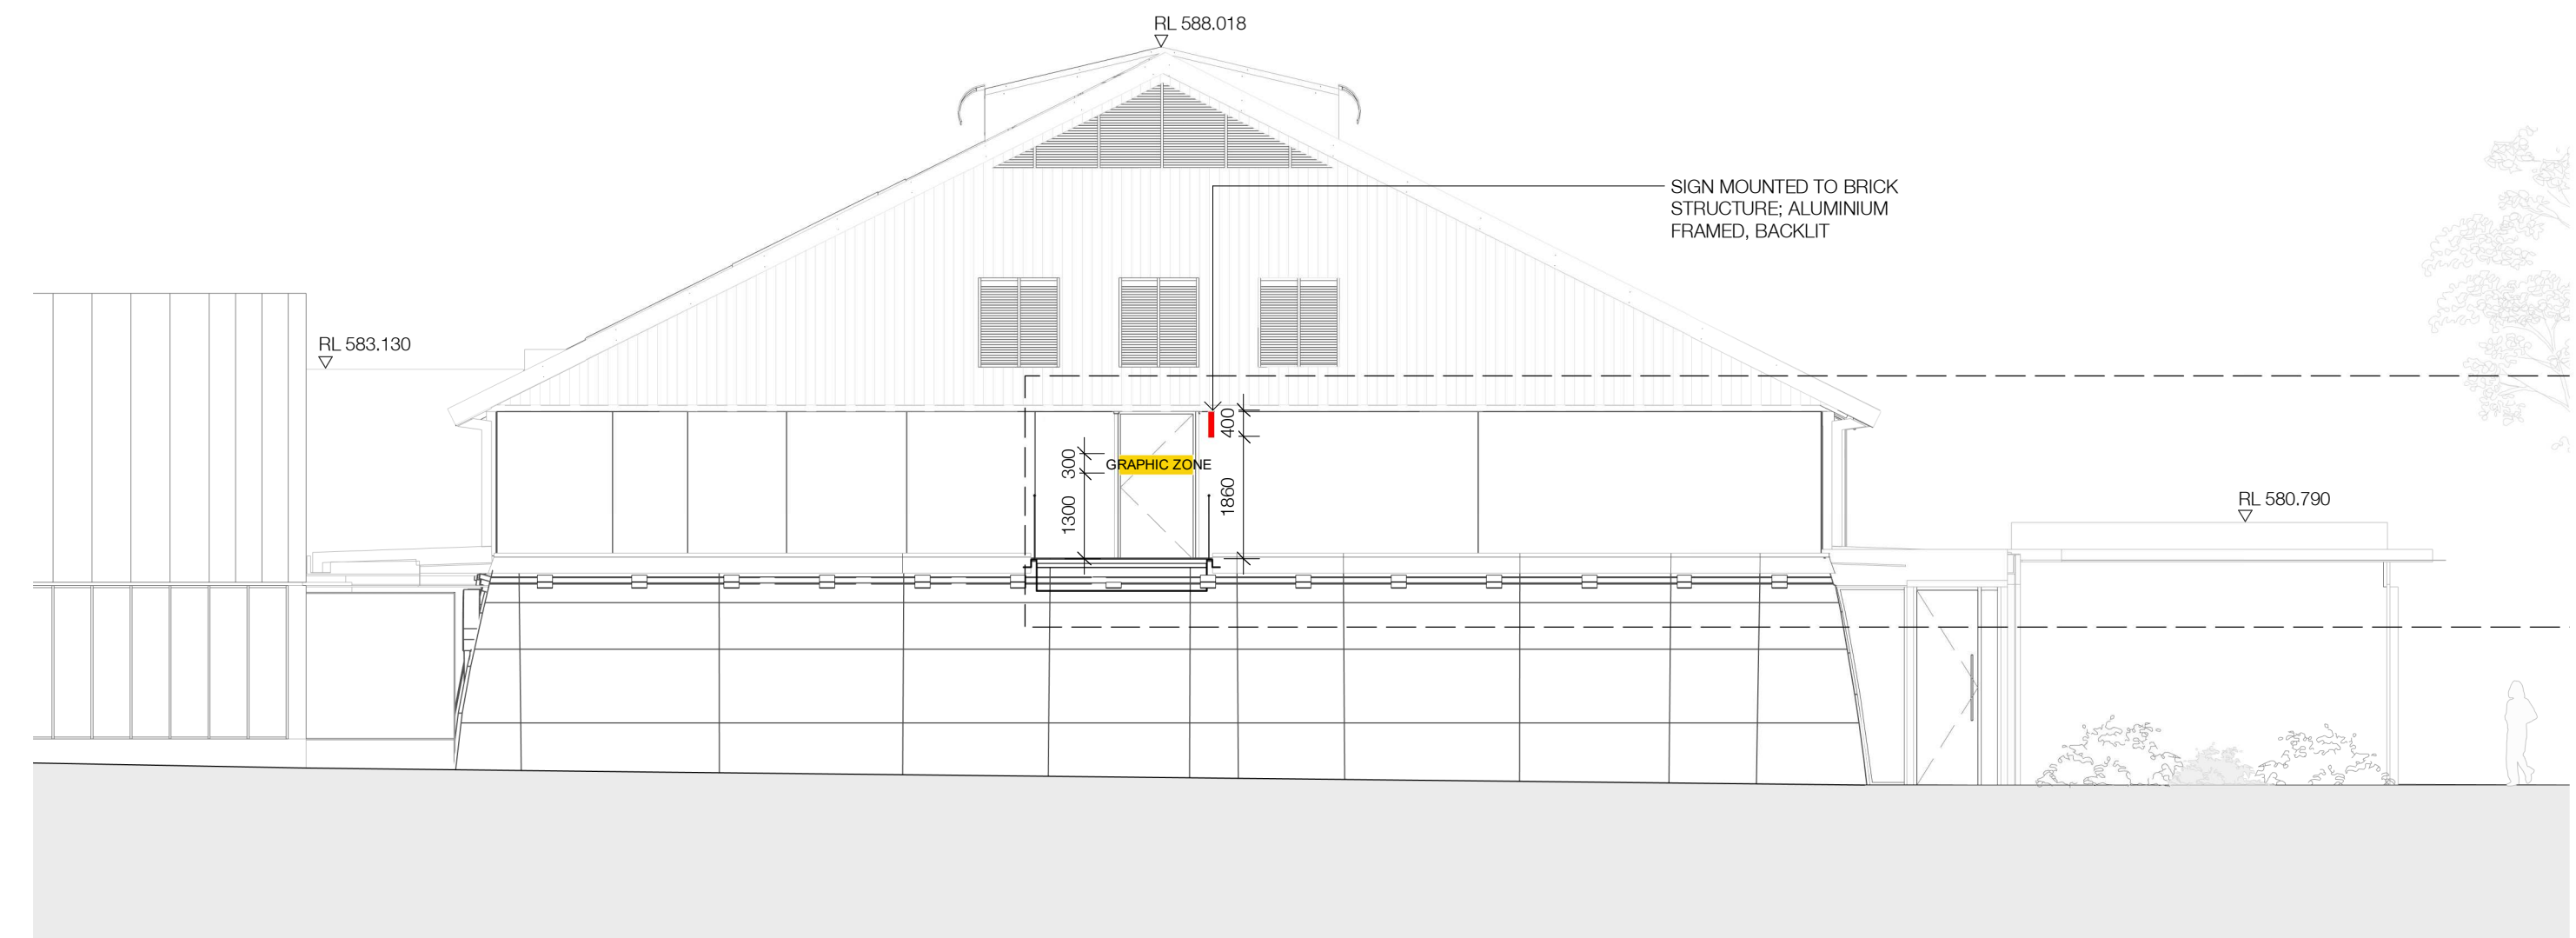 RL 588.018
SIGN MOUNTED TO BRICK
STRUCTURE; ALUMINIUM
FRAMED, BACKLIT
RL 583.130
400
300
GRAPHIC ZONE
1860
1300
RL 580.790